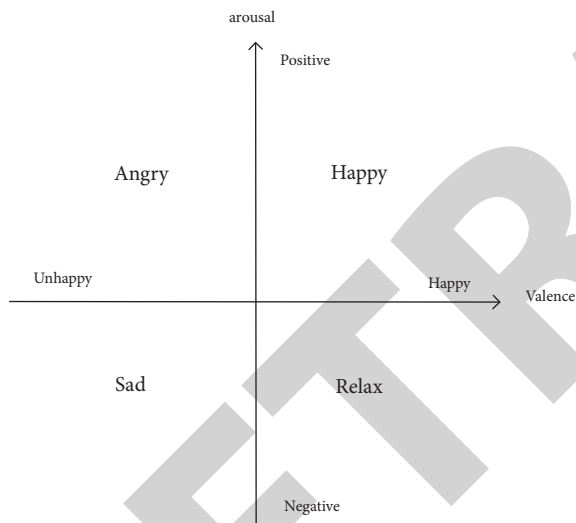 arousal
Positive
Angry
Happy
Unhappy
Happy
Valence
Sad
Relax
Negative